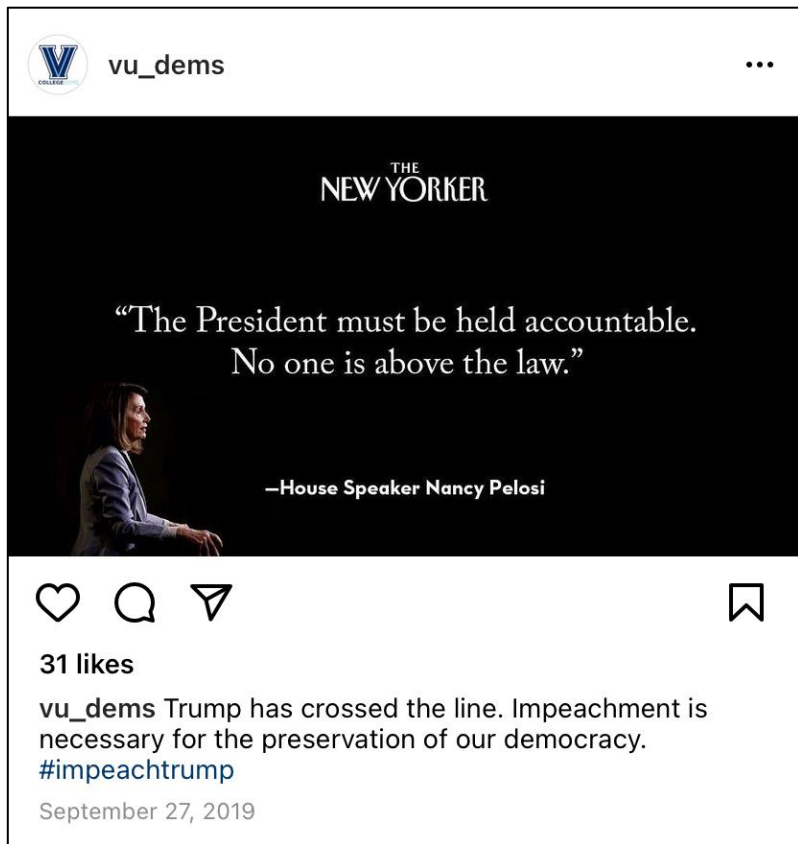 V
COLLEGE
vu_dems
THE
NEW YORKER
“The President must be held accountable.
No one is above the law.”
—House Speaker Nancy Pelosi
31 likes
vu_dems Trump has crossed the line. Impeachment is
necessary for the preservation of our democracy.
#impeachtrump
September 27, 2019